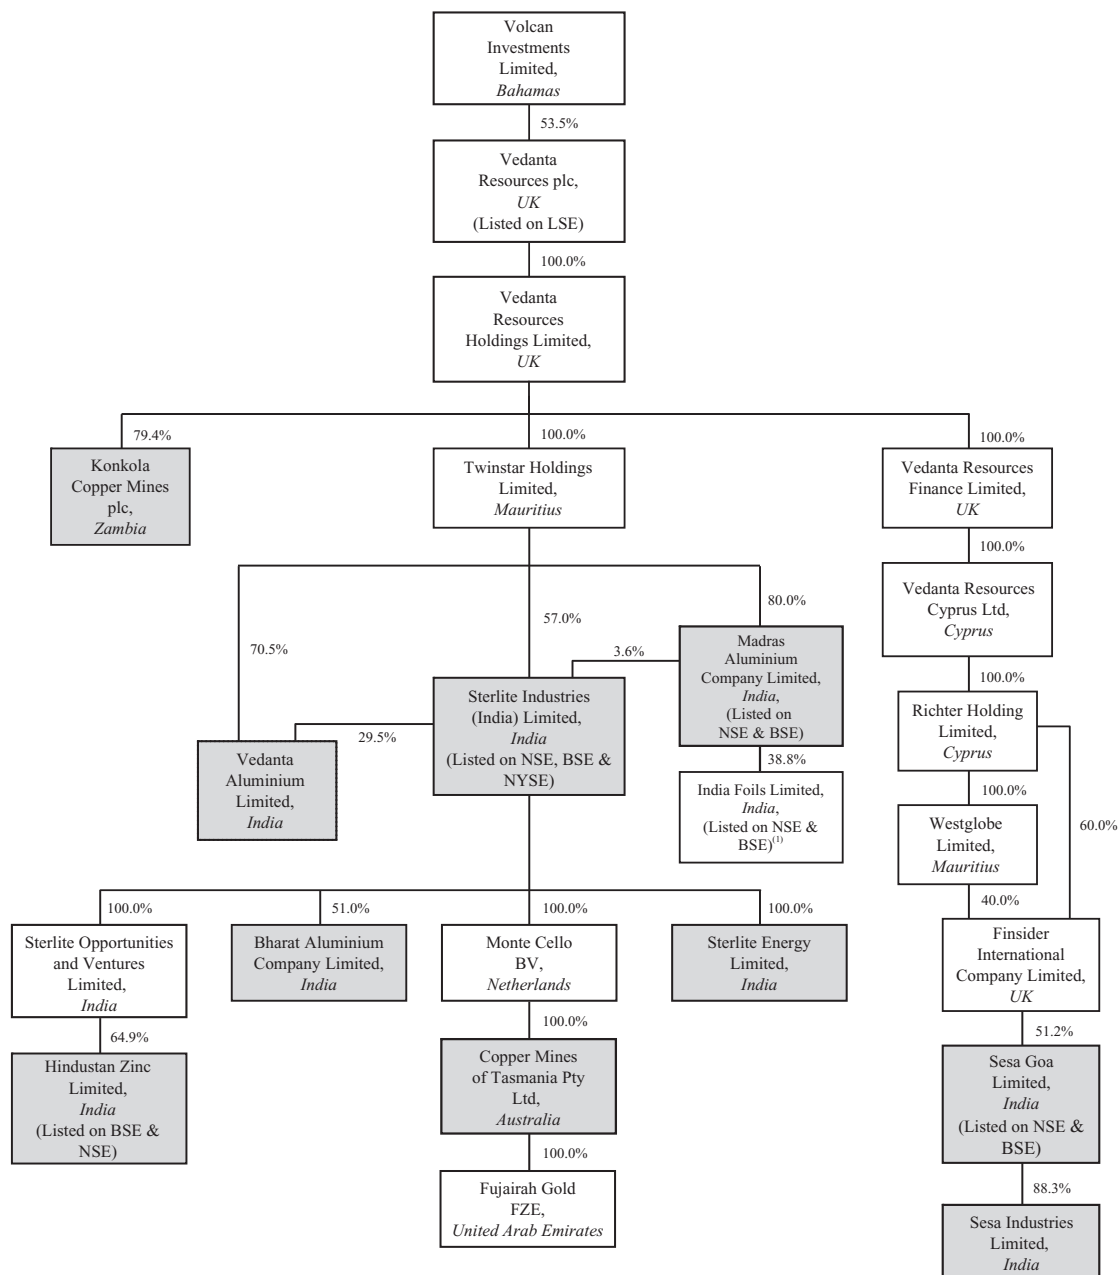 Volcan
Investments
Limited,
Bahamas
53.5%
Vedanta
Resources plc,
UK
(Listed on LSE)
100.0%
Vedanta
Resources
Holdings Limited,
UK
79.4%
100.0%
100.0%
Konkola
Copper Mines
plc,
Zambia
Twinstar Holdings
Limited,
Mauritius
Vedanta Resources
Finance Limited,
UK
100.0%
Vedanta Resources
Cyprus Ltd,
Cyprus
70.5%
57.0%
80.0%
3.6%
Madras
Aluminium
Company Limited,
India,
(Listed on
NSE & BSE)
100.0%
Sterlite Industries
(India) Limited,
India
(Listed on NSE, BSE &
NYSE)
29.5%
Vedanta
Aluminium
Limited,
India
38.8%
India Foils Limited,
India,
(Listed on NSE &
BSE)(1)
Richter Holding
Limited,
Cyprus
100.0%
60.0%
Westglobe
Limited,
Mauritius
40.0%
100.0%
51.0%
100.0%
100.0%
Sterlite Opportunities
and Ventures
Limited,
India
Bharat Aluminium
Company Limited,
India
Monte Cello
BV,
Netherlands
Sterlite Energy
Limited,
India
Finsider
International
Company Limited,
UK
64.9%
100.0%
51.2%
Hindustan Zinc
Limited,
India
(Listed on BSE &
NSE)
Copper Mines
of Tasmania Pty
Ltd,
Australia
Sesa Goa
Limited,
India
(Listed on NSE &
BSE)
100.0%
88.3%
Fujairah Gold
FZE,
United Arab Emirates
Sesa Industries
Limited,
India